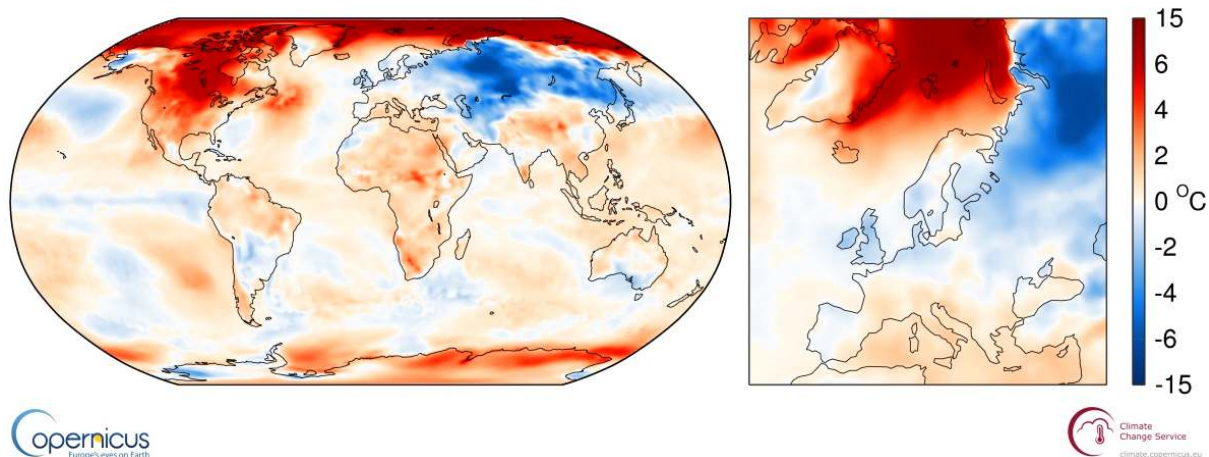 15
6
4
2
0 °C
-2
-4
-6
-15
opernicus
Europe's eyes on Earth
Climate
Change Service
climate.copernicus.eu